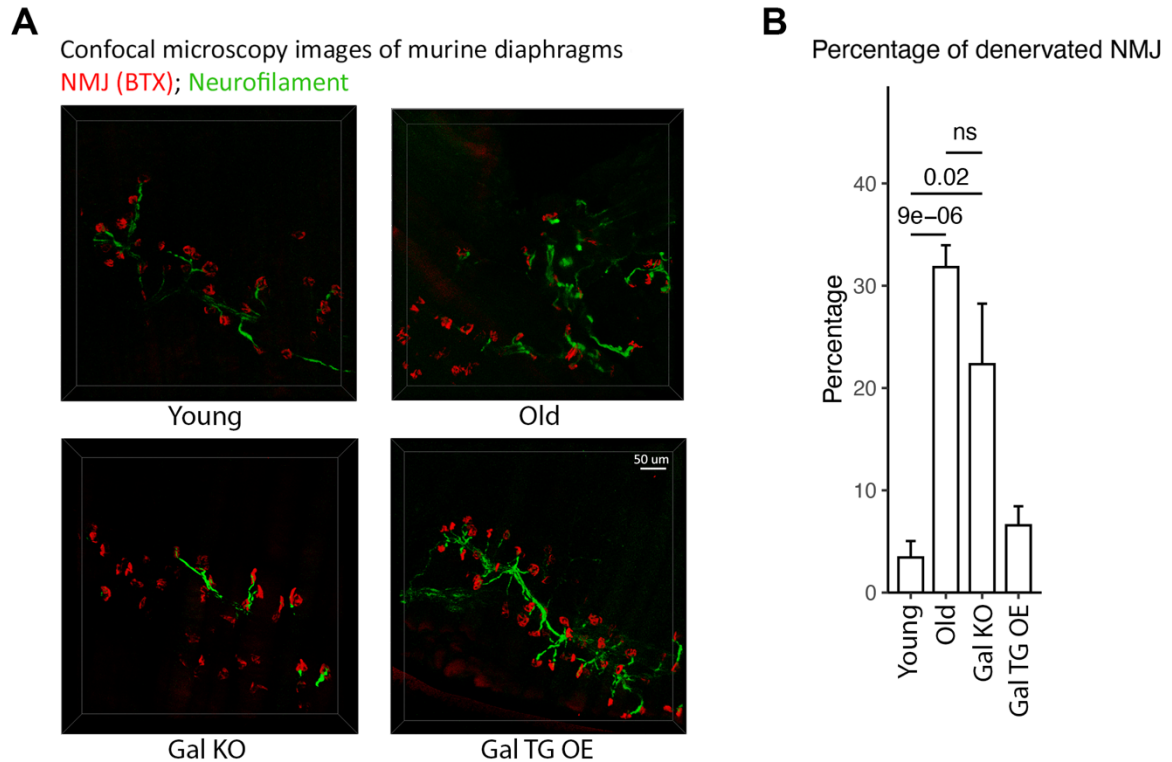 A
Confocal microscopy images of murine diaphragms
NMJ (BTX); Neurofilament
Young
Old
50 um
Gal KO
Gal TG OE
B
Percentage of denervated NMJ
ns
0.02
9e−06
Percentage
40
30
20
10
0
Young
Old
Gal KO
Gal TG OE